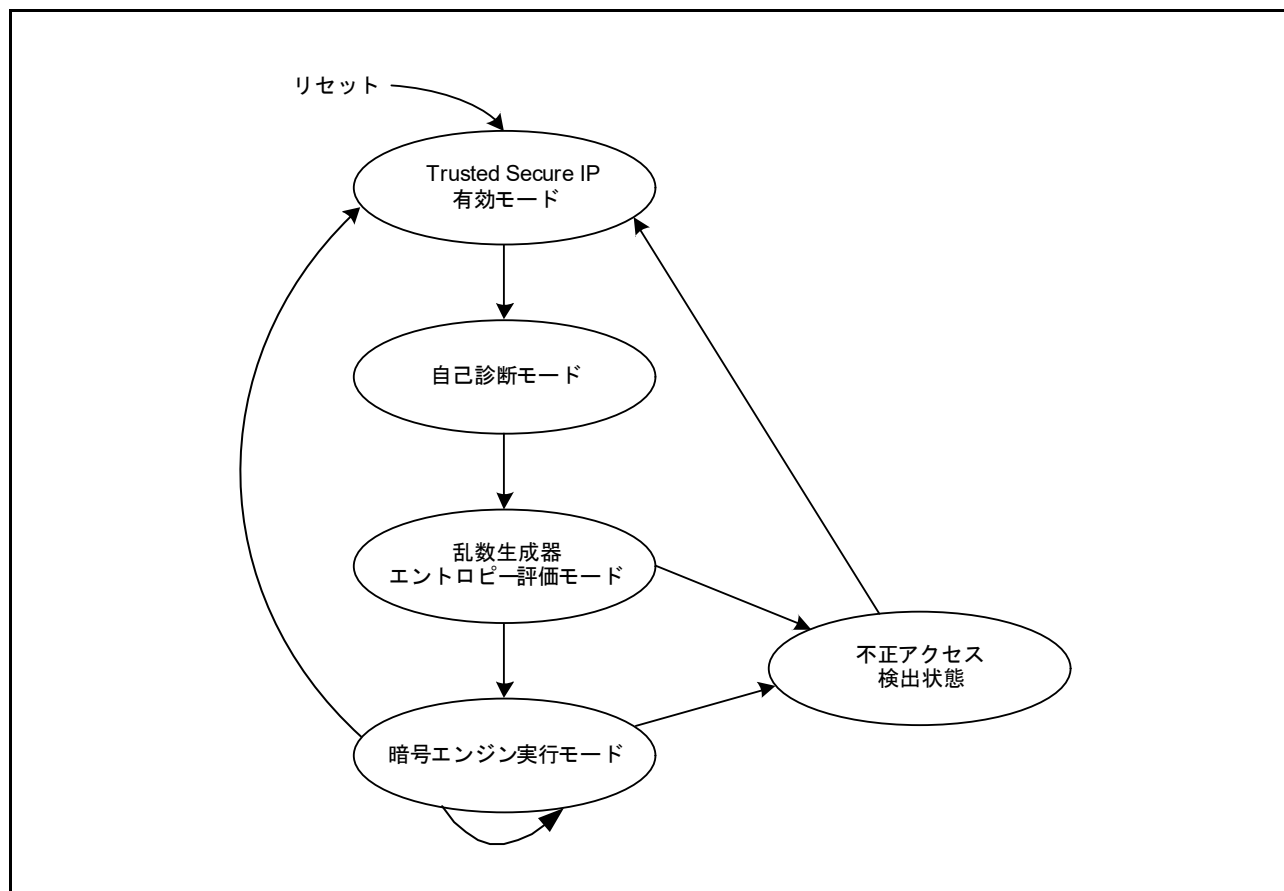 リセット
Trusted Secure IP
有効モード
自己診断モード
乱数生成器
エントロピー評価モード
不正アクセス
検出状態
暗号エンジン実行モード